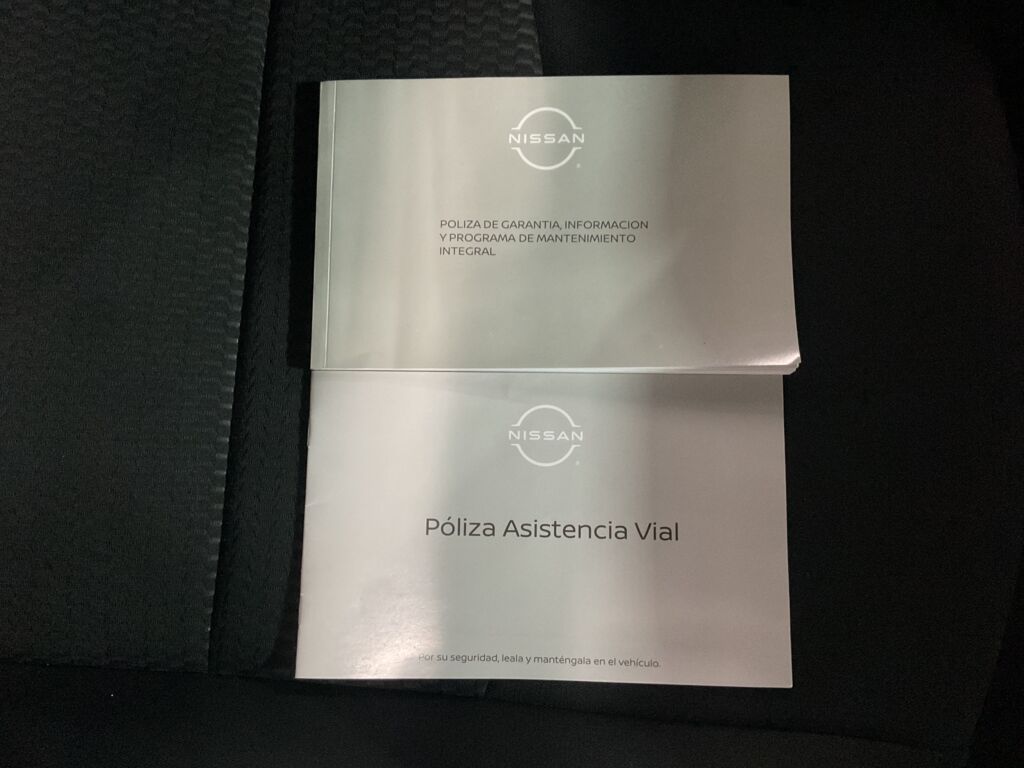 NISSAN
POLIZA DE GARANTIA, INFORMACION
Y PROGRAMA DE MANTENIMIENTO
INTEGRAL
NISSAN
Póliza Asistencia Vial
Por su seguridad, leala y manténgala en el vehículo.